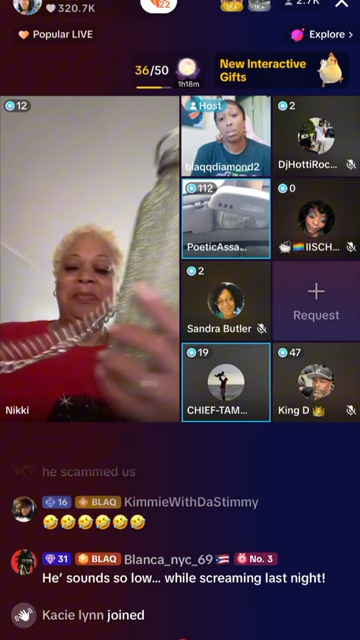 320.7K
22
2.7K
Popular LIVE
Explore >
36/50
1h18m
New Interactive
Gifts
12
Host
2
blaqqdiamond2
DjHottiRoc...
112
0
PoeticAssa...
IISCH...
2
Sandra Butler
Request
Nikki
19
47
CHIEF-TAM...
King D
he scammed us
16 BLAQ KimmieWithDaStimmy
31 BLAQ Blanca_nyc_69 No. 3
He’ sounds so low... while screaming last night!
Kacie lynn joined